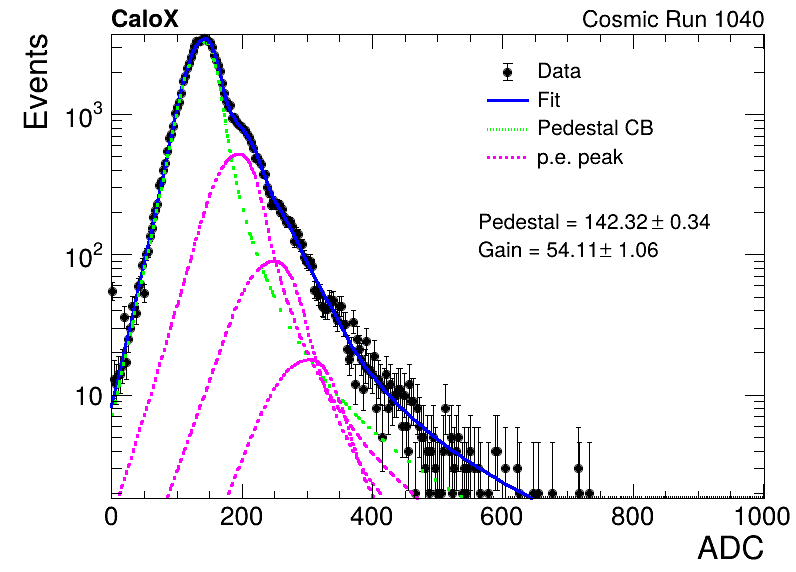 CaloX Cosmic Run 1040
Events
Data
Fit
Pedestal CB
p.e. peak
Pedestal = 142.32± 0.34
Gain = 54.11± 1.06
10³
10²
10
0 200 400 600 800 1000
ADC